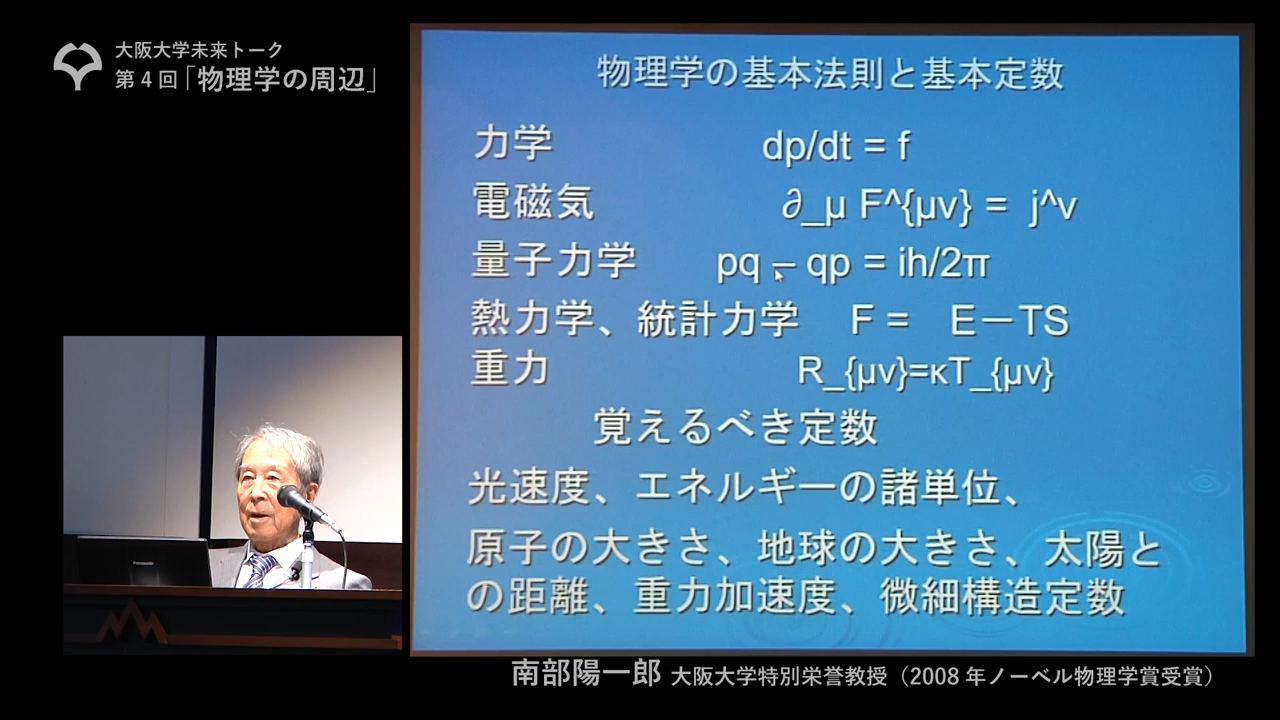 大阪大学未来トーク
第4回「物理学の周辺」
物理学の基本法則と基本定数
力学 dp/dt = f
電磁気 ∂_μ F^{μν} = j^ν
量子力学 pq − qp = ih/2π
熱力学、統計力学 F = E－TS
重力 R_{μν}=κT_{μν}
覚えるべき定数
光速度、エネルギーの諸単位、
原子の大きさ、地球の大きさ、太陽と
の距離、重力加速度、微細構造定数
Panasonic
南部陽一郎 大阪大学特別栄誉教授（2008年ノーベル物理学賞受賞）